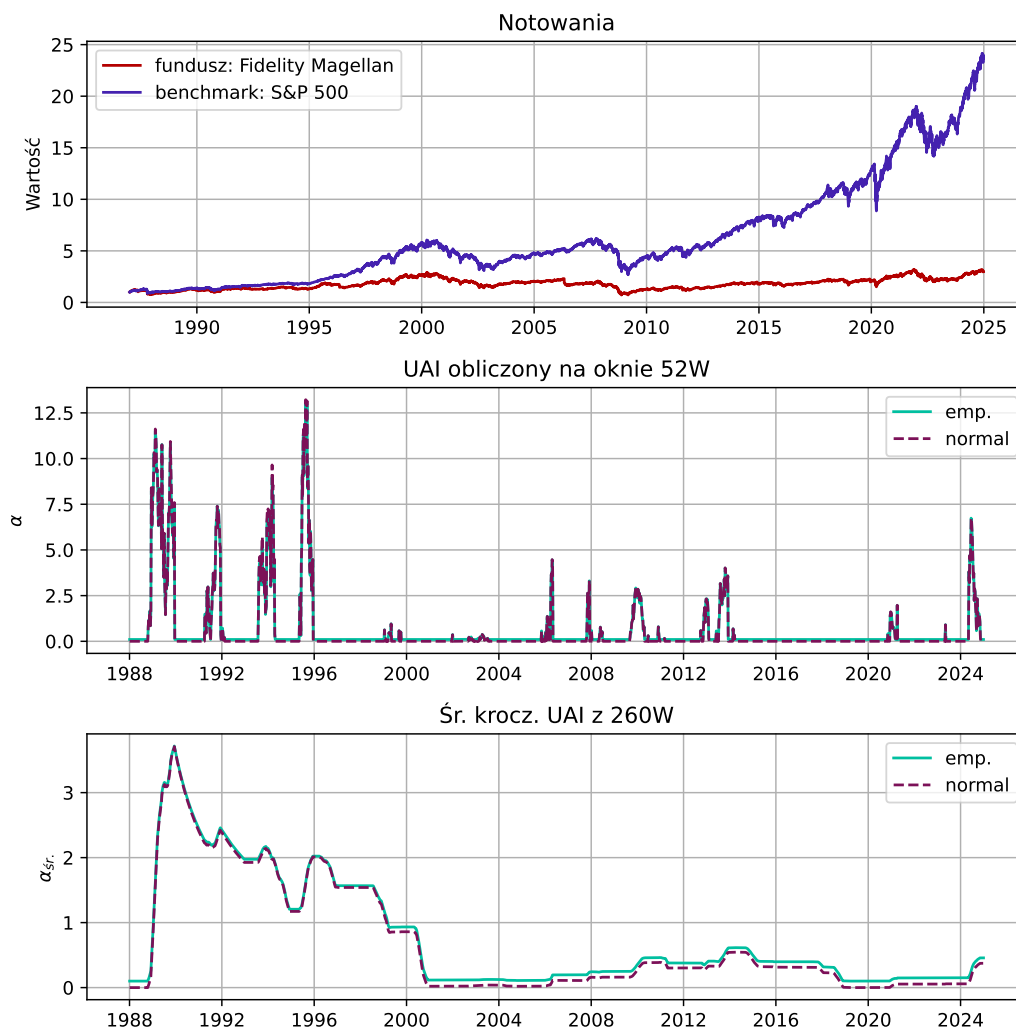 Notowania
25
20
15
10
5
0
Wartość
fundusz: Fidelity Magellan
benchmark: S&P 500
1990 1995 2000 2005 2010 2015 2020 2025
UAI obliczony na oknie 52W
12.5
10.0
7.5
5.0
2.5
0.0
α
emp.
normal
1988 1992 1996 2000 2004 2008 2012 2016 2020 2024
Śr. krocz. UAI z 260W
3
2
1
0
αśr.
emp.
normal
1988 1992 1996 2000 2004 2008 2012 2016 2020 2024